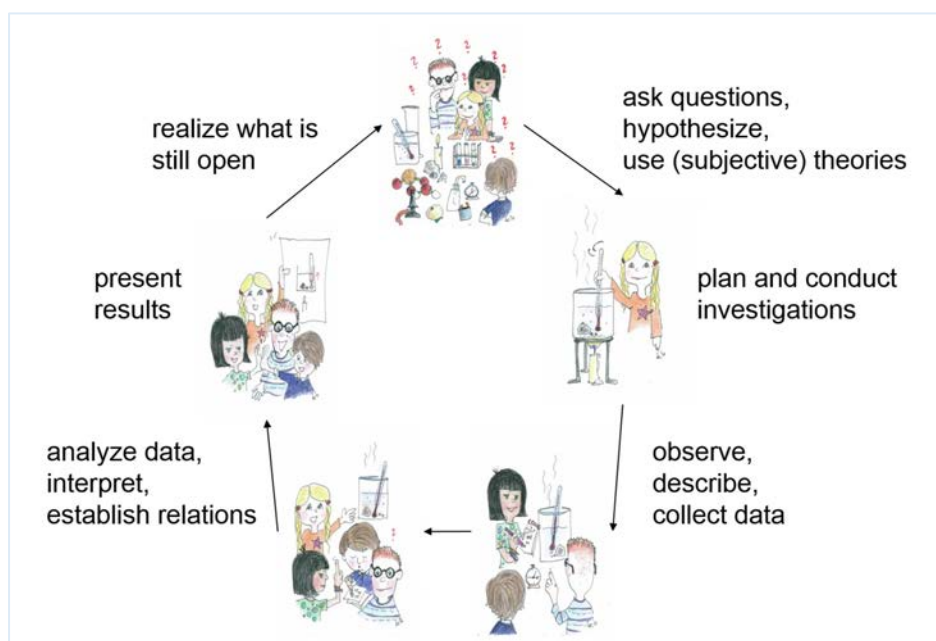 ask questions,
hypothesize,
use (subjective) theories
plan and conduct
investigations
observe,
describe,
collect data
analyze data,
interpret,
establish relations
present
results
realize what is
still open